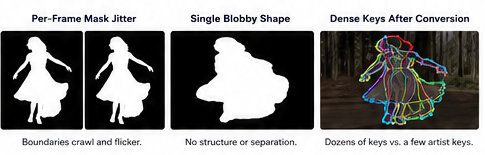 Per-Frame Mask Jitter
Single Blobby Shape
Dense Keys After Conversion
Boundaries crawl and flicker.
No structure or separation.
Dozens of keys vs. a few artist keys.